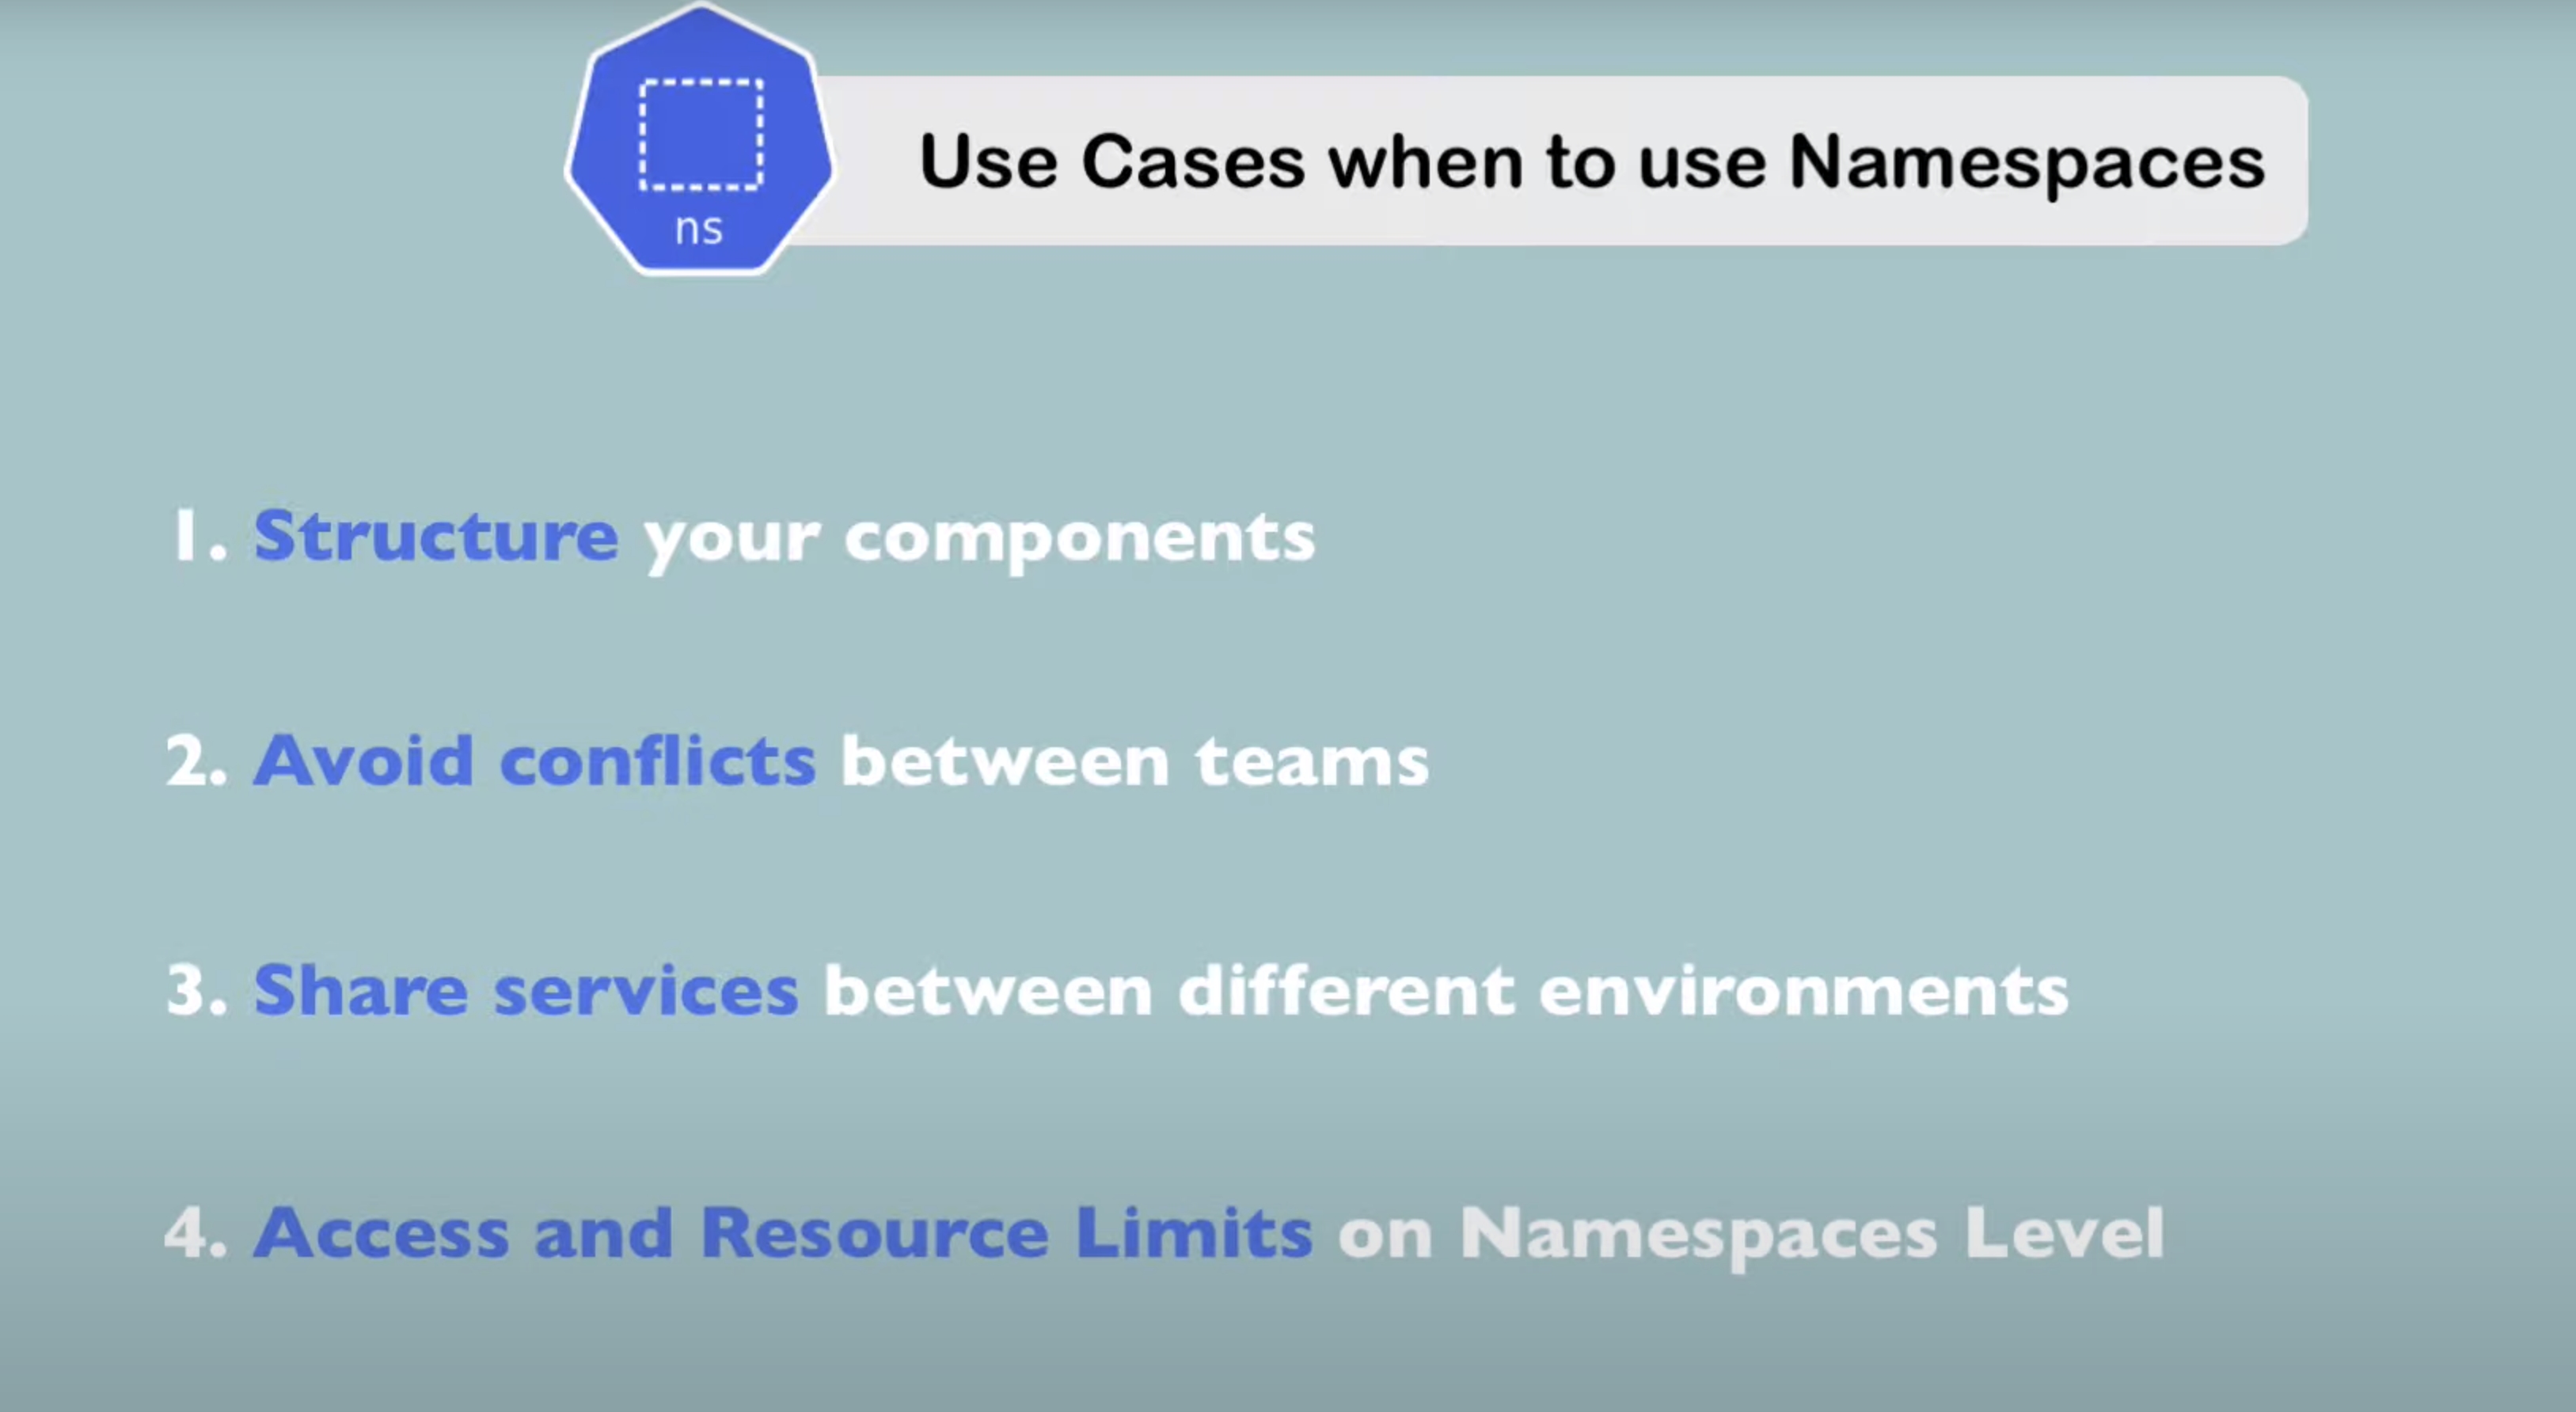 ns
Use Cases when to use Namespaces
1. Structure your components
2. Avoid conflicts between teams
3. Share services between different environments
4. Access and Resource Limits on Namespaces Level